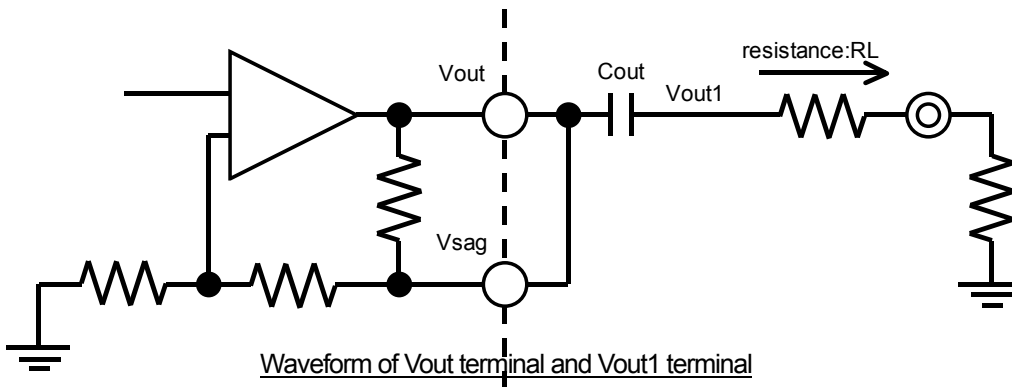 resistance:RL
Vout
Cout
Vout1
Vsag
Waveform of Vout terminal and Vout1 terminal